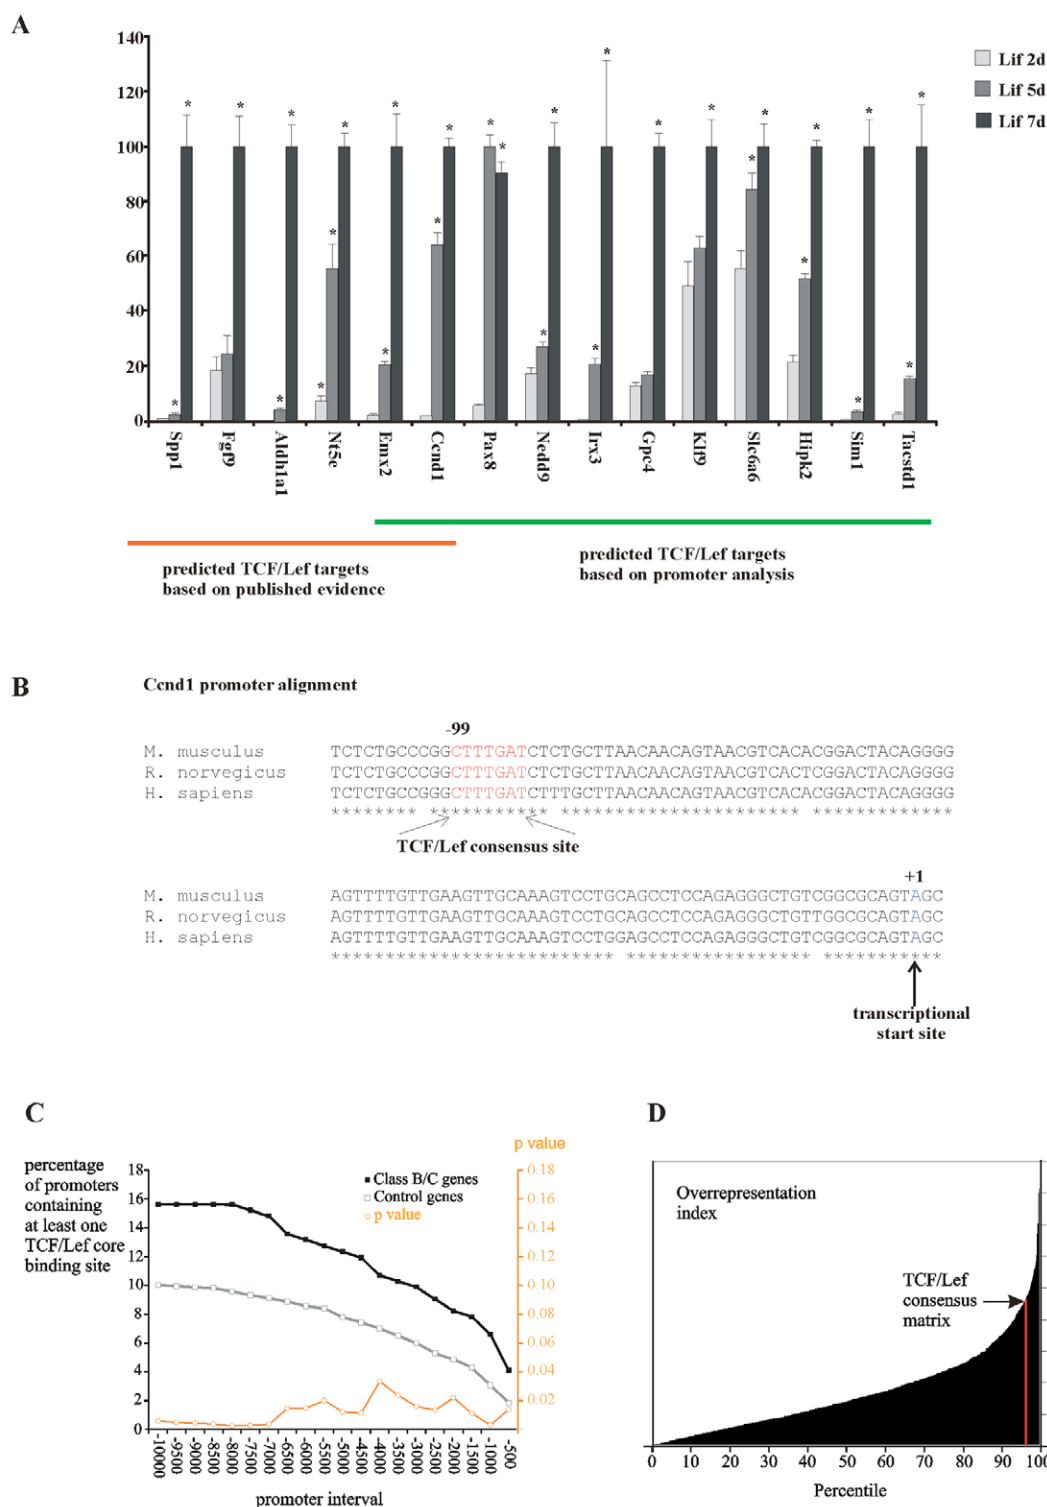 A
140
120
100
80
60
40
20
0
Lif 2d
Lif 5d
Lif 7d
Spp1
Fgf9
Aldh1a1
Nt5e
Emx2
Ccnd1
Pax8
Nedd9
Irx3
Gpc4
Klf9
Slc6a6
Hipk2
Sim1
Tacstd1
predicted TCF/Lef targets
based on published evidence
predicted TCF/Lef targets
based on promoter analysis
B
Ccnd1 promoter alignment
-99
M. musculus TCTCTGCCCGGCTTTGATCTCTGCTTAACAACAGTAACGTCACACGGACTACAGGGG
R. norvegicus TCTCTGCCCGGCTTTGATCTCTGCTTAACAACAGTAACGTCACTCGGACTACAGGGG
H. sapiens TCTCTGCCGGGCTTTGATCTTTGCTTAACAACAGTAACGTCACACGGACTACAGGGG
******** *********** ********************** *************
TCF/Lef consensus site
+1
M. musculus AGTTTTGTTGAAGTTGCAAAGTCCTGCAGCCTCCAGAGGGCTGTCGGCGCAGTAGC
R. norvegicus AGTTTTGTTGAAGTTGCAAAGTCCTGCAGCCTCCAGAGGGCTGTTGGCGCAGTAGC
H. sapiens AGTTTTGTTGAAGTTGCAAAGTCCTGGAGCCTCCAGAGGGCTGTCGGCGCAGTAGC
************************** ***************** ************
transcriptional
start site
C
percentage
of promoters
containing
at least one
TCF/Lef core
binding site
p value
18
16
14
12
10
8
6
4
2
0
Class B/C genes
Control genes
p value
0.18
0.16
0.14
0.12
0.10
0.08
0.06
0.04
0.02
-10000
-9500
-9000
-8500
-8000
-7500
-7000
-6500
-6000
-5500
-5000
-4500
-4000
-3500
-3000
-2500
-2000
-1500
-1000
-500
promoter interval
D
Overrepresentation
index
TCF/Lef
consensus
matrix
0 10 20 30 40 50 60 70 80 90 100
Percentile